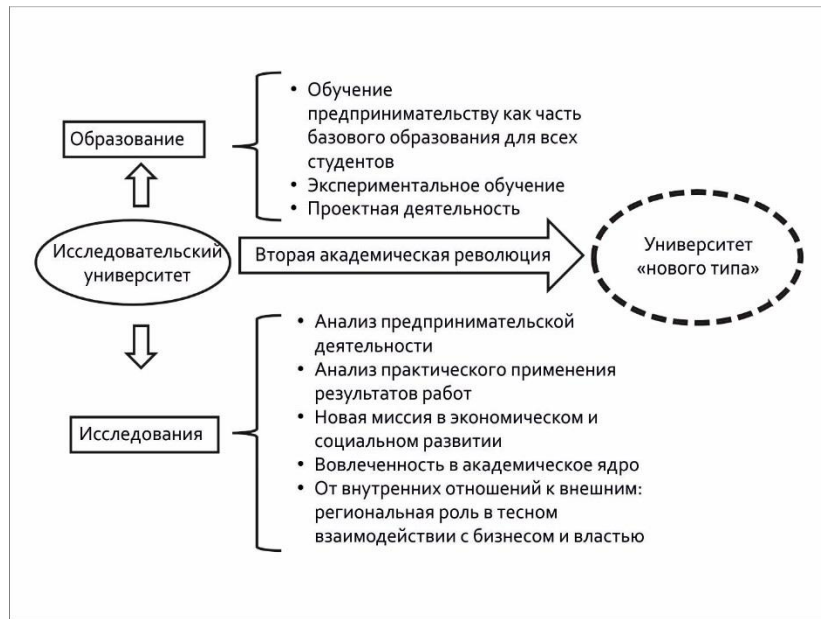 • Обучение
предпринимательству как часть
базового образования для всех
студентов
• Экспериментальное обучение
• Проектная деятельность
Образование
Исследовательский
университет
Вторая академическая революция
Университет
«нового типа»
• Анализ предпринимательской
деятельности
• Анализ практического применения
результатов работ
• Новая миссия в экономическом и
социальном развитии
• Вовлеченность в академическое ядро
• От внутренних отношений к внешним:
региональная роль в тесном
взаимодействии с бизнесом и властью
Исследования